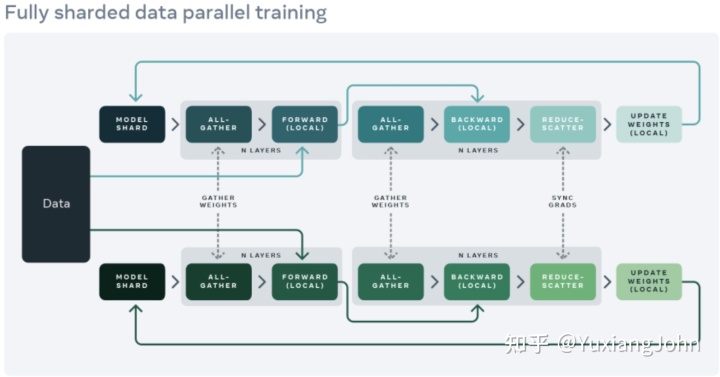 Fully sharded data parallel training
MODEL
SHARD
ALL-
GATHER
FORWARD
(LOCAL)
N LAYERS
ALL-
GATHER
BACKWARD
(LOCAL)
REDUCE-
SCATTER
N LAYERS
UPDATE
WEIGHTS
(LOCAL)
Data
GATHER
WEIGHTS
GATHER
WEIGHTS
SYNC
GRADS
N LAYERS
MODEL
SHARD
ALL-
GATHER
FORWARD
(LOCAL)
N LAYERS
ALL-
GATHER
BACKWARD
(LOCAL)
REDUCE-
SCATTER
UPDATE
WEIGHTS
(LOCAL)
知乎 @YuxiangJohn